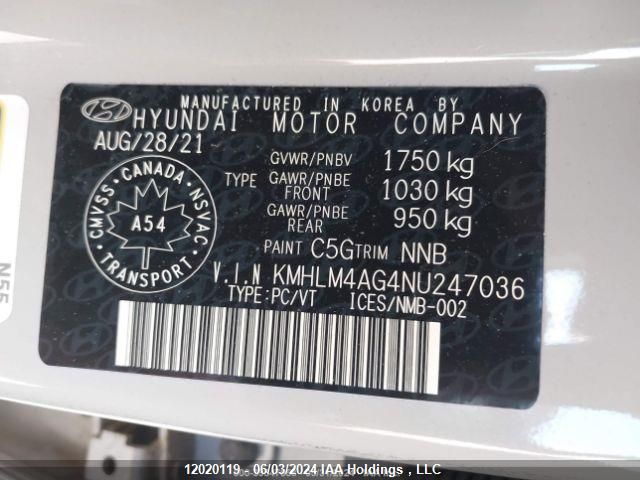 MANUFACTURED IN KOREA BY
HYUNDAI MOTOR COMPANY
AUG/28/21
GVWR/PNBV 1750 kg
TYPE GAWR/PNBE FRONT 1030 kg
GAWR/PNBE REAR 950 kg
PAINT C5G TRIM NNB
CMVSS · CANADA · NSVAC
A54
TRANSPORT
V.I.N KMHLM4AG4NU247036
TYPE:PC/VT ICES/NMB-002
N55
12020119 - 06/03/2024 IAA Holdings , LLC